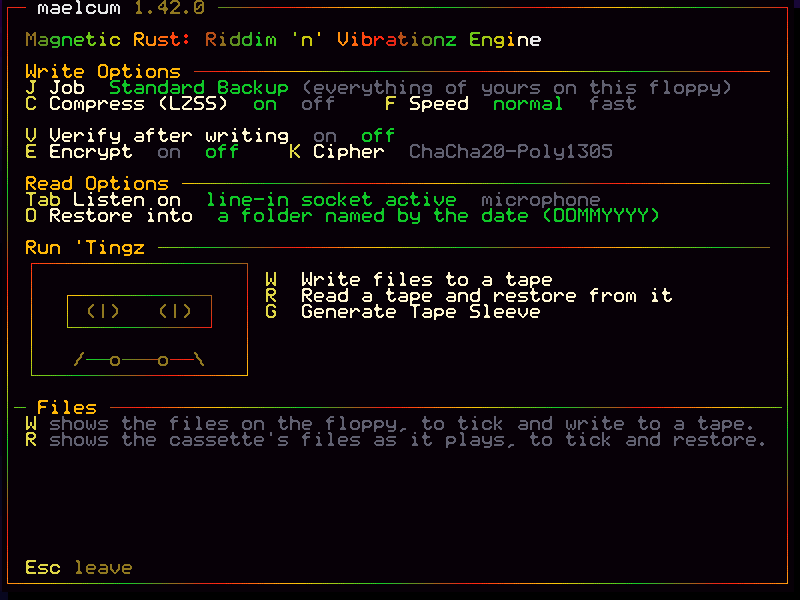 maelcum 1.42.0
Magnetic Rust: Riddim 'n' Vibrationz Engine
Write Options
J Job  Standard Backup (everything of yours on this floppy)
C Compress (LZSS)  on  off    F Speed  normal  fast
V Verify after writing  on  off
E Encrypt  on  off    K Cipher  ChaCha20-Poly1305
Read Options
Tab Listen on  line-in socket active  microphone
O Restore into  a folder named by the date (DDMMYYYY)
Run 'Tingz
W  Write files to a tape
R  Read a tape and restore from it
G  Generate Tape Sleeve
(|)   (|)
/──o────o──\
Files
W shows the files on the floppy, to tick and write to a tape.
R shows the cassette's files as it plays, to tick and restore.
Esc leave